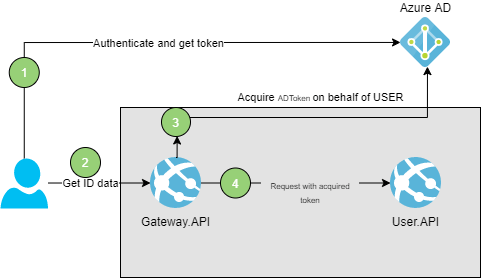 Azure AD
Authenticate and get token
1
Acquire ADToken on behalf of USER
3
2
Get ID data
4
Request with acquired
token
Gateway.API
User.API